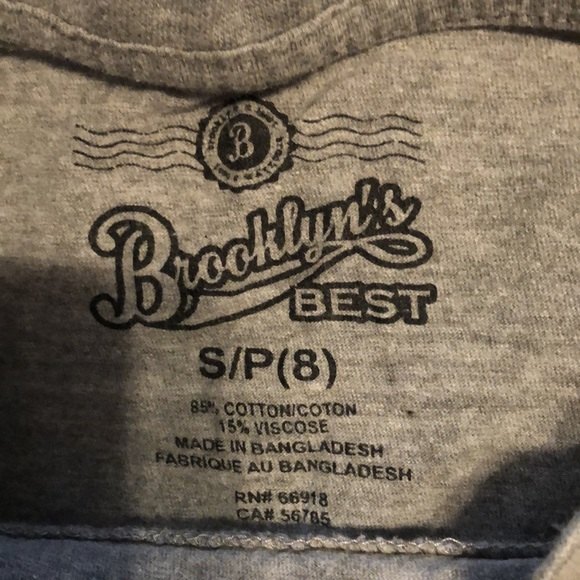 B
Brooklyn's
BEST
S/P(8)
85% COTTON/COTON
15% VISCOSE
MADE IN BANGLADESH
FABRIQUE AU BANGLADESH
RN# 66918
CA# 56785